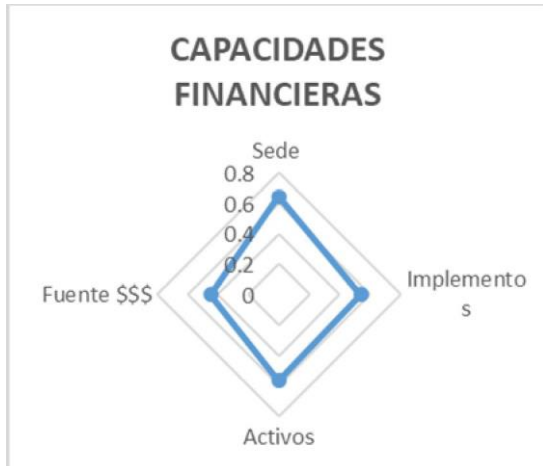 CAPACIDADES
FINANCIERAS
Sede
0.8
0.6
0.4
0.2
0
Fuente $$$
Implemento
s
Activos